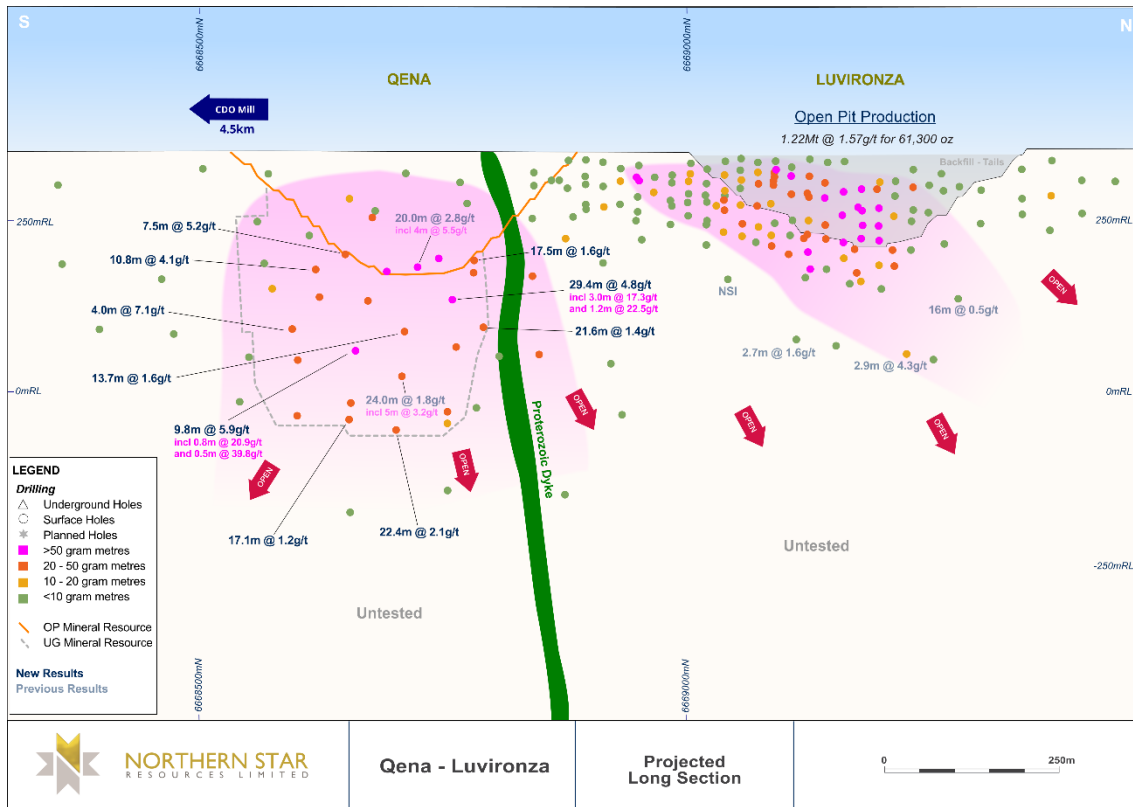 S
N
6668500mN
6669000mN
QENA
LUVIRONZA
CDO Mill
4.5km
Open Pit Production
1.22Mt @ 1.57g/t for 61,300 oz
Backfill - Tails
250mRL
250mRL
7.5m @ 5.2g/t
20.0m @ 2.8g/t
incl 4m @ 5.5g/t
17.5m @ 1.6g/t
10.8m @ 4.1g/t
29.4m @ 4.8g/t
incl 3.0m @ 17.3g/t
and 1.2m @ 22.5g/t
NSI
OPEN
4.0m @ 7.1g/t
21.6m @ 1.4g/t
16m @ 0.5g/t
2.7m @ 1.6g/t
2.9m @ 4.3g/t
13.7m @ 1.6g/t
0mRL
0mRL
24.0m @ 1.8g/t
incl 5m @ 3.2g/t
OPEN
OPEN
OPEN
9.8m @ 5.9g/t
incl 0.8m @ 20.9g/t
and 0.5m @ 39.8g/t
OPEN
OPEN
Proterozoic Dyke
17.1m @ 1.2g/t
22.4m @ 2.1g/t
Untested
Untested
-250mRL
LEGEND
Drilling
Underground Holes
Surface Holes
Planned Holes
>50 gram metres
20 - 50 gram metres
10 - 20 gram metres
<10 gram metres
OP Mineral Resource
UG Mineral Resource
New Results
Previous Results
6668500mN
6669000mN
NORTHERN STAR
RESOURCES LIMITED
Qena - Luvironza
Projected
Long Section
0
250m